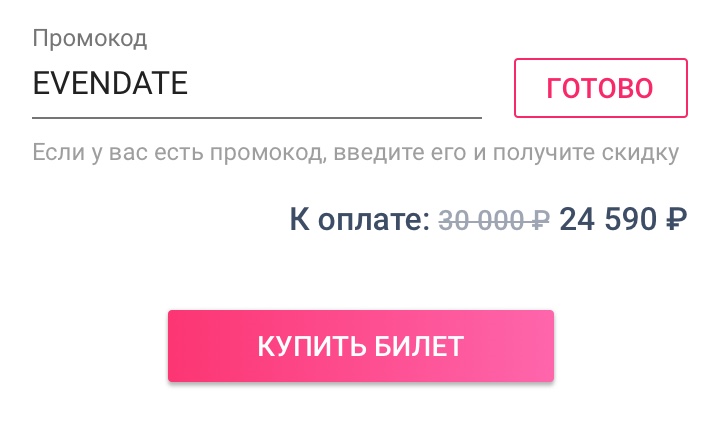 Промокод
EVENDATE
ГОТОВО
Если у вас есть промокод, введите его и получите скидку
К оплате: 30 000 ₽ 24 590 ₽
КУПИТЬ БИЛЕТ